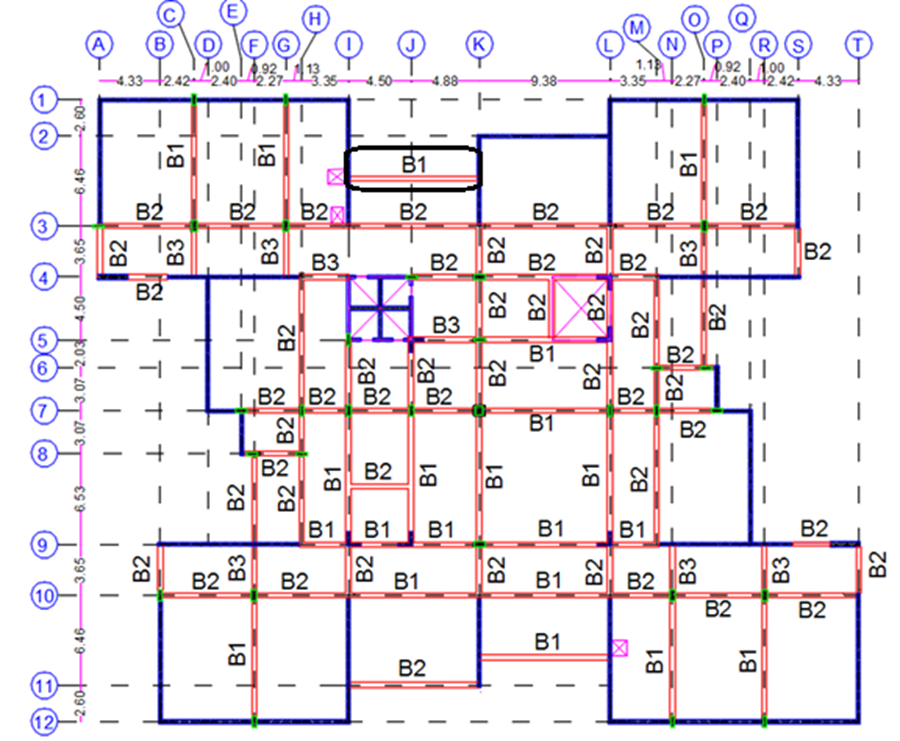 C E H M O Q
A B D F G I J K L N P R S T
1.00 0.92 1.13 1.13 0.92 1.00
4.33 2.42 2.40 2.27 3.35 4.50 4.88 9.38 3.35 2.27 2.40 2.42 4.33
1
2.60
2
B1 B1 B1 B1
6.46
B2 B2 B2 B2 B2 B2 B2
3
3.65
B2 B3 B3 B2 B2 B3 B2
B3 B2 B2
4
B2
4.50
B2 B2 B2 B2 B2 B2
B3
5
B1
2.03
B2 B2 B2 B2 B2
6
3.07
B2
B2 B2 B2 B2 B2
7
B1 B2
3.07
B2
8
B2 B2
6.53
B2 B2 B1 B1 B1 B1 B2
B1 B1 B1 B1 B1 B2
9
3.65
B2 B3 B2 B2 B2 B3 B3 B2
B2 B2 B1 B1 B2
10
B2 B2
6.46
B1 B1 B1 B1
B2
11
2.60
12